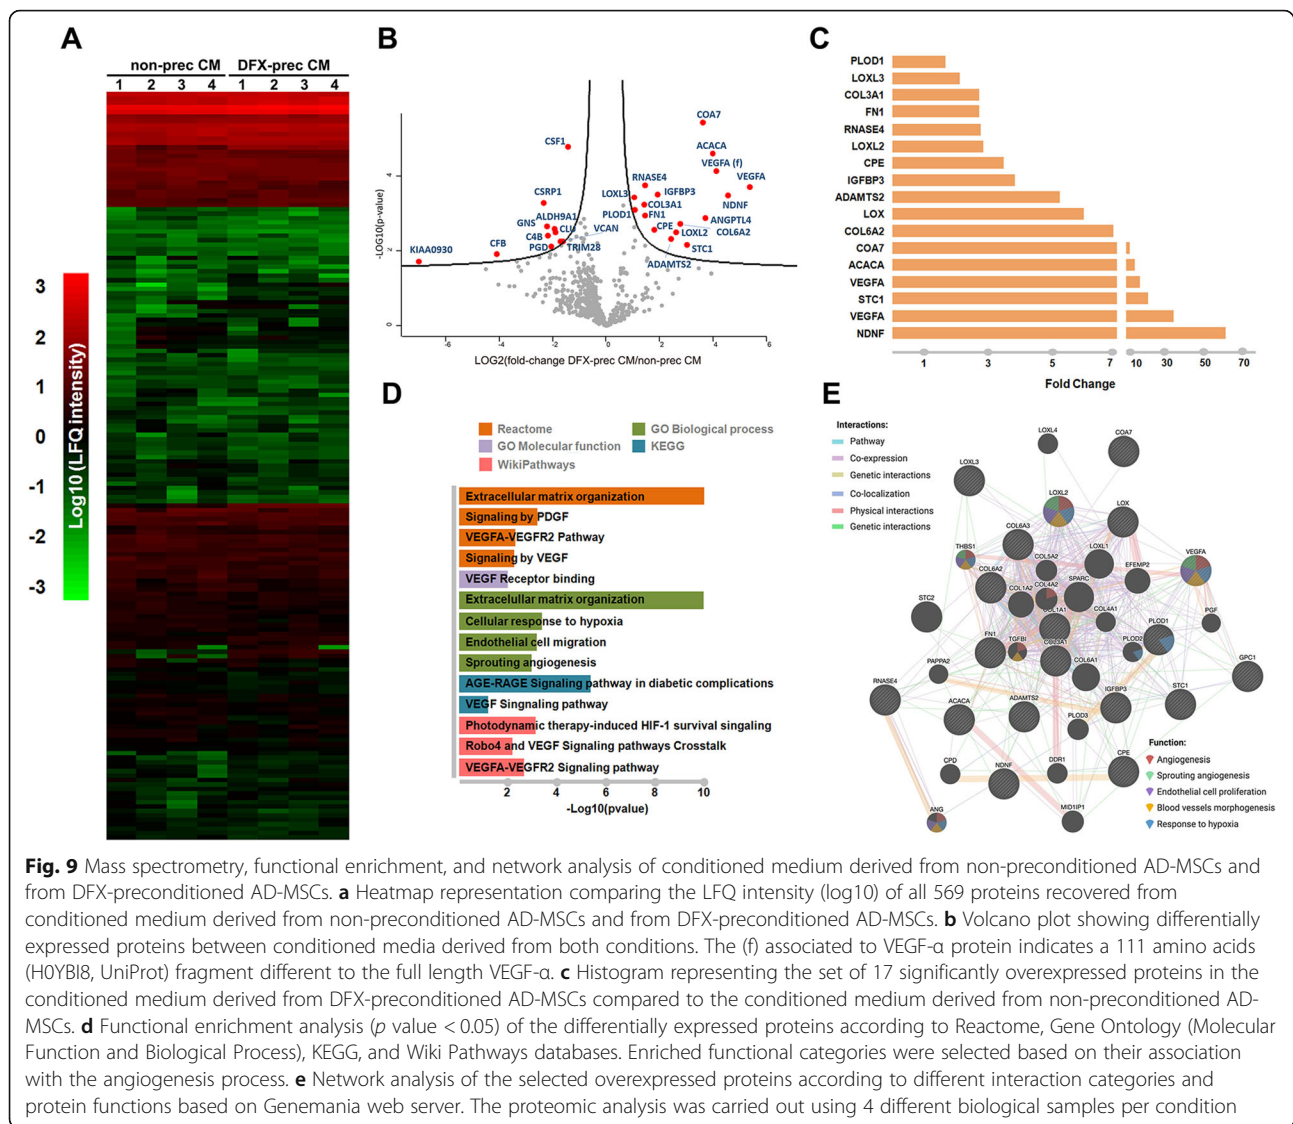 A
non-prec CM DFX-prec CM
1 2 3 4 1 2 3 4
3
2
1
0
-1
-2
-3
Log10 (LFQ intensity)
B
COA7
CSF1
ACACA
VEGFA (f)
VEGFA
RNASE4
CSRP1
LOXL3
IGFBP3
NDNF
COL3A1
ALDH9A1
PLOD1
FN1
ANGPTL4
GNS
CLU
VCAN
CPE
COL6A2
C4B
LOXL2
PGD
TRIM28
STC1
KIAA0930
CFB
ADAMTS2
-LOG10(p-value)
4
2
0
-6 -4 -2 0 2 4 6
LOG2(fold-change DFX-prec CM/non-prec CM
C
PLOD1
LOXL3
COL3A1
FN1
RNASE4
LOXL2
CPE
IGFBP3
ADAMTS2
LOX
COL6A2
COA7
ACACA
VEGFA
STC1
VEGFA
NDNF
1 3 5 7 10 30 50 70
Fold Change
D
Reactome GO Biological process
GO Molecular function KEGG
WikiPathways
Extracellular matrix organization
Signaling by PDGF
VEGFA-VEGFR2 Pathway
Signaling by VEGF
VEGF Receptor binding
Extracellular matrix organization
Cellular response to hypoxia
Endothelial cell migration
Sprouting angiogenesis
AGE-RAGE Signaling pathway in diabetic complications
VEGF Singnaling pathway
Photodynamic therapy-induced HIF-1 survival singaling
Robo4 and VEGF Signaling pathways Crosstalk
VEGFA-VEGFR2 Signaling pathway
2 4 6 8 10
-Log10(pvalue)
E
Interactions:
Pathway
Co-expression
Genetic interactions
Co-localization
Physical interactions
Genetic interactions
LOXL4
COA7
LOXL3
LOXL2
LOX
COL6A3
THBS1
COL5A2
LOXL1
VEGFA
EFEMP2
COL6A2
COL4A2
SPARC
COL1A2
STC2
COL1A1
COL4A1
PGF
PLOD1
FN1
TGFBI
PLOD2
COL3A1
PAPPA2
COL6A1
GPC1
RNASE4
IGFBP3
STC1
ACACA
ADAMTS2
PLOD3
CPD
NDNF
DDR1
CPE
ANG
MID1IP1
Function:
Angiogenesis
Sprouting angiogenesis
Endothelial cell proliferation
Blood vessels morphogenesis
Response to hypoxia
Fig. 9 Mass spectrometry, functional enrichment, and network analysis of conditioned medium derived from non-preconditioned AD-MSCs and
from DFX-preconditioned AD-MSCs. a Heatmap representation comparing the LFQ intensity (log10) of all 569 proteins recovered from
conditioned medium derived from non-preconditioned AD-MSCs and from DFX-preconditioned AD-MSCs. b Volcano plot showing differentially
expressed proteins between conditioned media derived from both conditions. The (f) associated to VEGF-α protein indicates a 111 amino acids
(H0YBI8, UniProt) fragment different to the full length VEGF-α. c Histogram representing the set of 17 significantly overexpressed proteins in the
conditioned medium derived from DFX-preconditioned AD-MSCs compared to the conditioned medium derived from non-preconditioned AD-
MSCs. d Functional enrichment analysis (p value < 0.05) of the differentially expressed proteins according to Reactome, Gene Ontology (Molecular
Function and Biological Process), KEGG, and Wiki Pathways databases. Enriched functional categories were selected based on their association
with the angiogenesis process. e Network analysis of the selected overexpressed proteins according to different interaction categories and
protein functions based on Genemania web server. The proteomic analysis was carried out using 4 different biological samples per condition